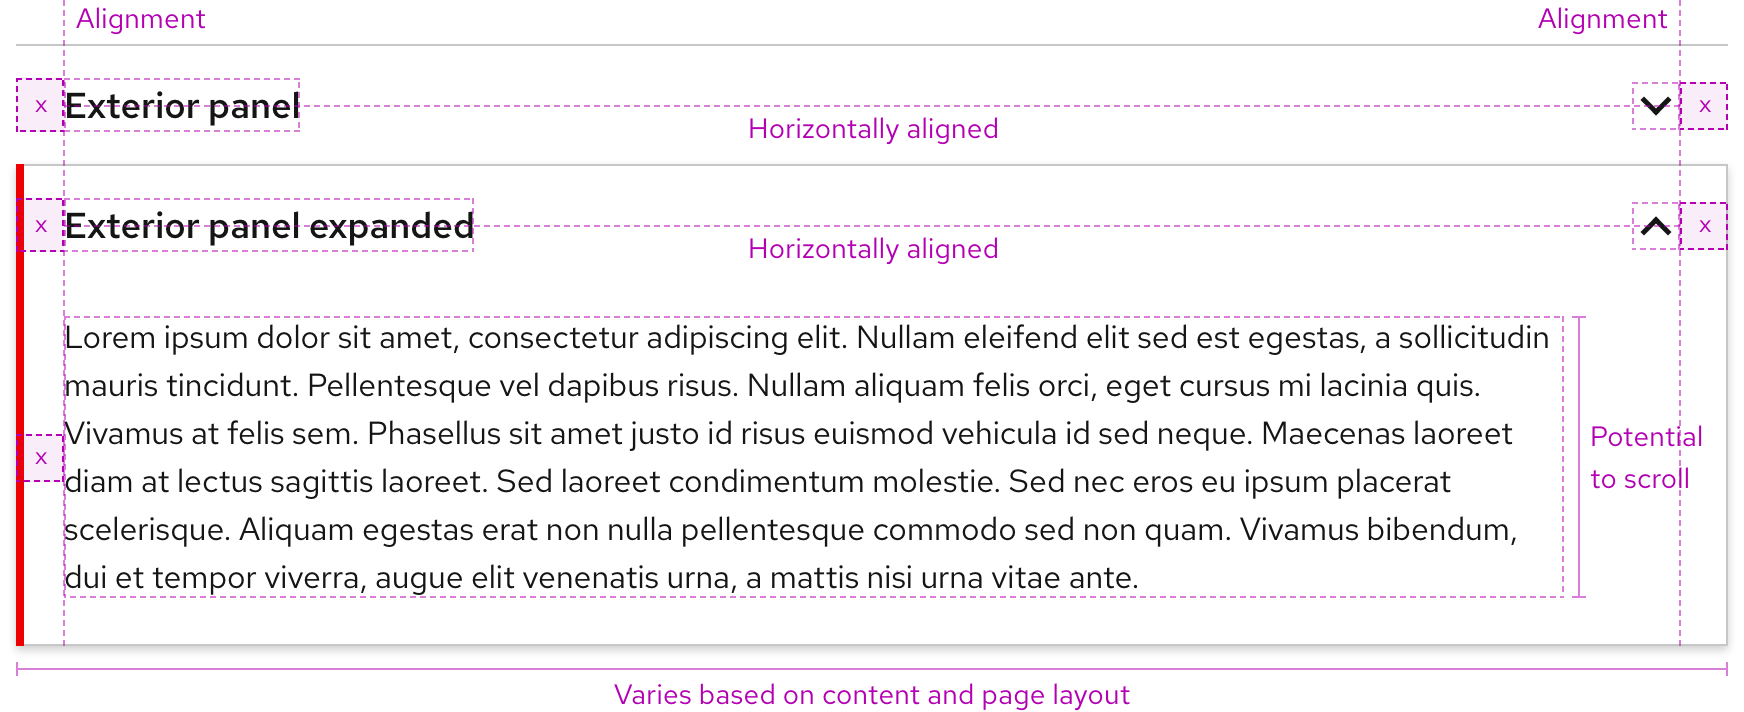 Alignment Alignment
x Exterior panel x
Horizontally aligned
x Exterior panel expanded x
Horizontally aligned
Lorem ipsum dolor sit amet, consectetur adipiscing elit. Nullam eleifend elit sed est egestas, a sollicitudin
mauris tincidunt. Pellentesque vel dapibus risus. Nullam aliquam felis orci, eget cursus mi lacinia quis.
Vivamus at felis sem. Phasellus sit amet justo id risus euismod vehicula id sed neque. Maecenas laoreet
x
diam at lectus sagittis laoreet. Sed laoreet condimentum molestie. Sed nec eros eu ipsum placerat
scelerisque. Aliquam egestas erat non nulla pellentesque commodo sed non quam. Vivamus bibendum,
dui et tempor viverra, augue elit venenatis urna, a mattis nisi urna vitae ante.
Potential
to scroll
Varies based on content and page layout